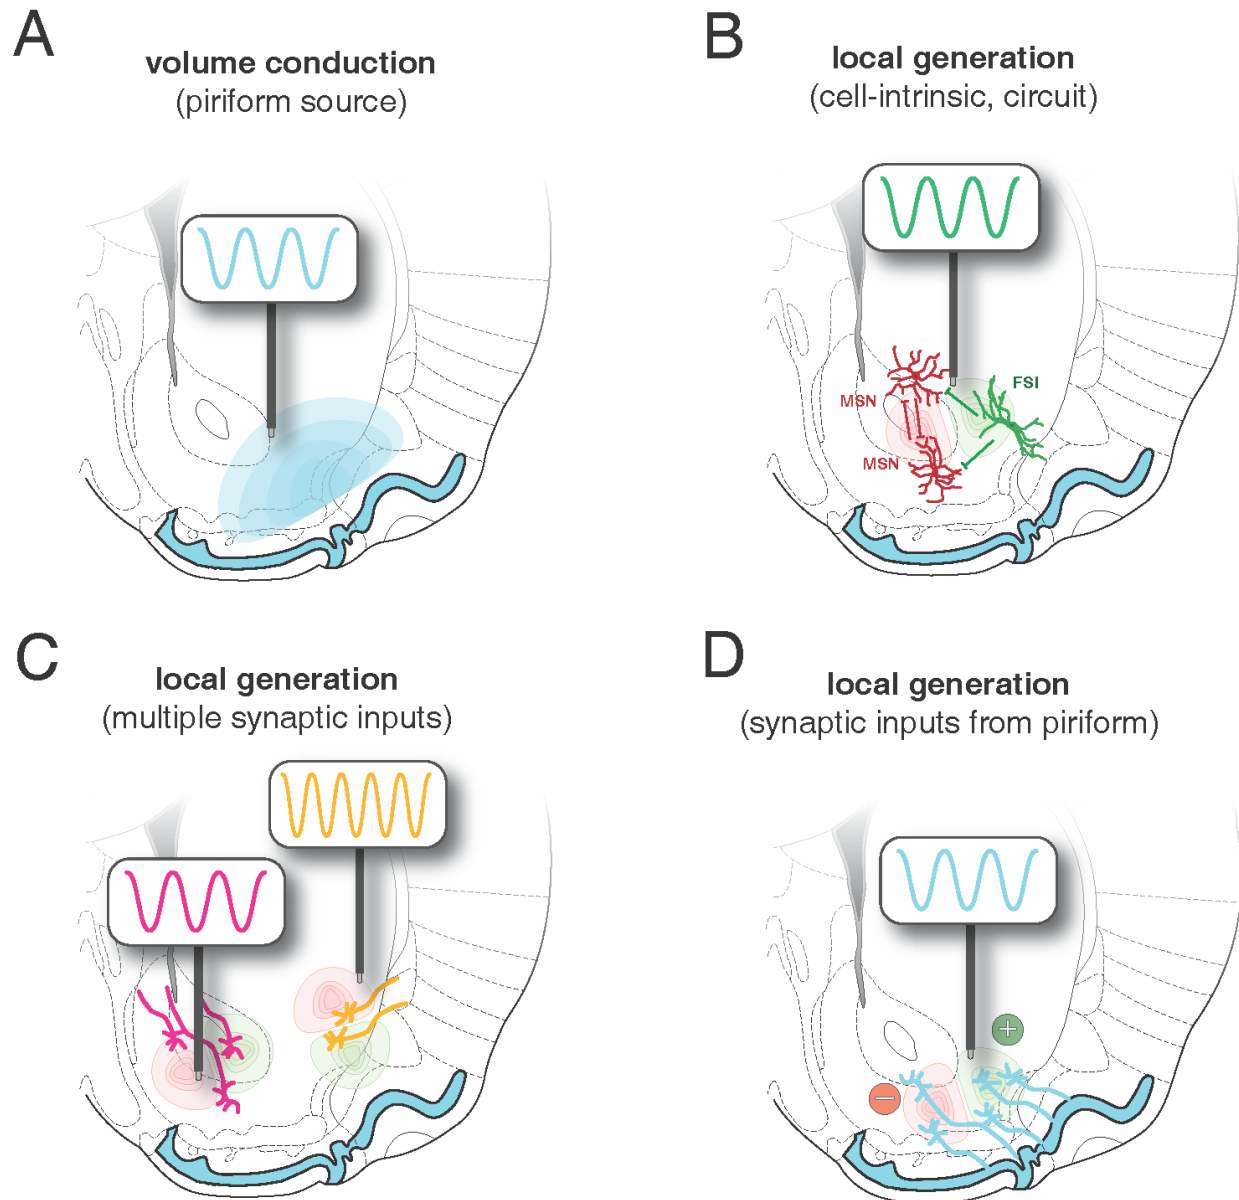 A
volume conduction
(piriform source)
B
local generation
(cell-intrinsic, circuit)
MSN
FSI
MSN
C
local generation
(multiple synaptic inputs)
D
local generation
(synaptic inputs from piriform)
+
−